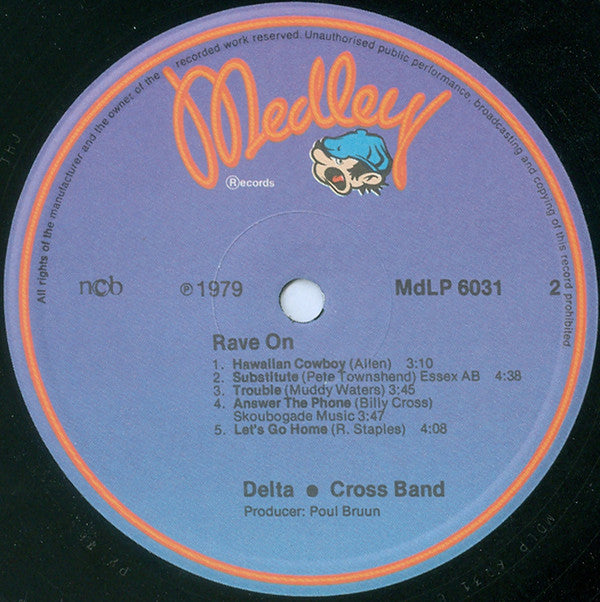 All rights of the manufacturer and the owner of the recorded work reserved. Unauthorised public performance, broadcasting and copying of this record prohibited.
Medley
Ⓡecords
ncb
Ⓟ 1979
MdLP 6031
2
Rave On
1. Hawaiian Cowboy (Allen) 3:10
2. Substitute (Pete Townshend) Essex AB 4:38
3. Trouble (Muddy Waters) 3:45
4. Answer The Phone (Billy Cross)
Skoubogade Music 3:47
5. Let's Go Home (R. Staples) 4:08
Delta ● Cross Band
Producer: Poul Bruun